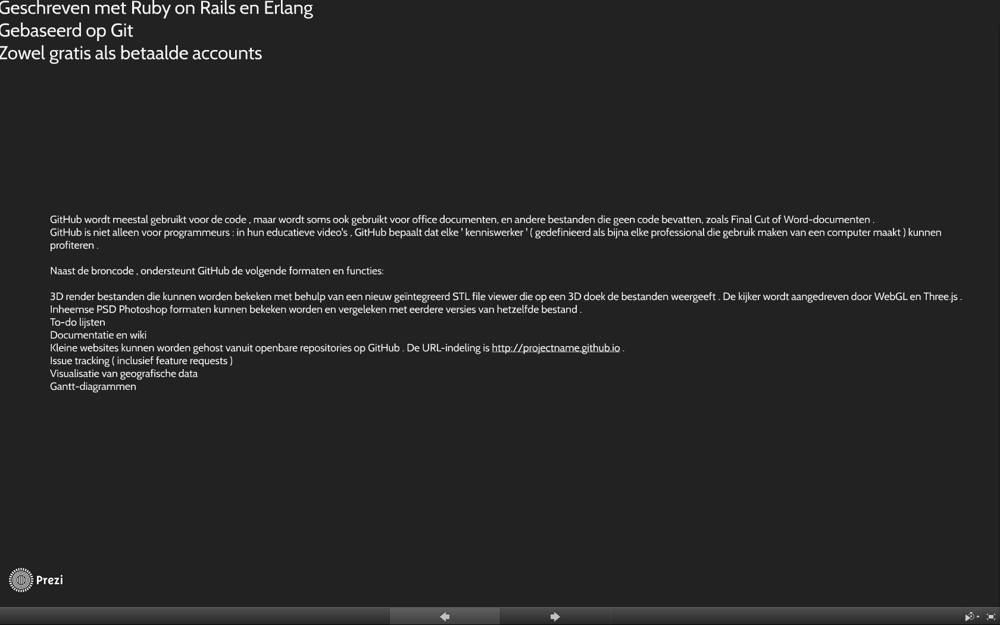 Geschreven met Ruby on Rails en Erlang
Gebaseerd op Git
Zowel gratis als betaalde accounts
GitHub wordt meestal gebruikt voor de code , maar wordt soms ook gebruikt voor office documenten, en andere bestanden die geen code bevatten, zoals Final Cut of Word-documenten .
GitHub is niet alleen voor programmeurs : in hun educatieve video's , GitHub bepaalt dat elke ' kenniswerker ' ( gedefinieerd als bijna elke professional die gebruik maken van een computer maakt ) kunnen
profiteren .
Naast de broncode , ondersteunt GitHub de volgende formaten en functies:
3D render bestanden die kunnen worden bekeken met behulp van een nieuw geïntegreerd STL file viewer die op een 3D doek de bestanden weergeeft . De kijker wordt aangedreven door WebGL en Three.js .
Inheemse PSD Photoshop formaten kunnen bekeken worden en vergeleken met eerdere versies van hetzelfde bestand .
To-do lijsten
Documentatie en wiki
Kleine websites kunnen worden gehost vanuit openbare repositories op GitHub . De URL-indeling is http://projectname.github.io .
Issue tracking ( inclusief feature requests )
Visualisatie van geografische data
Gantt-diagrammen
Prezi